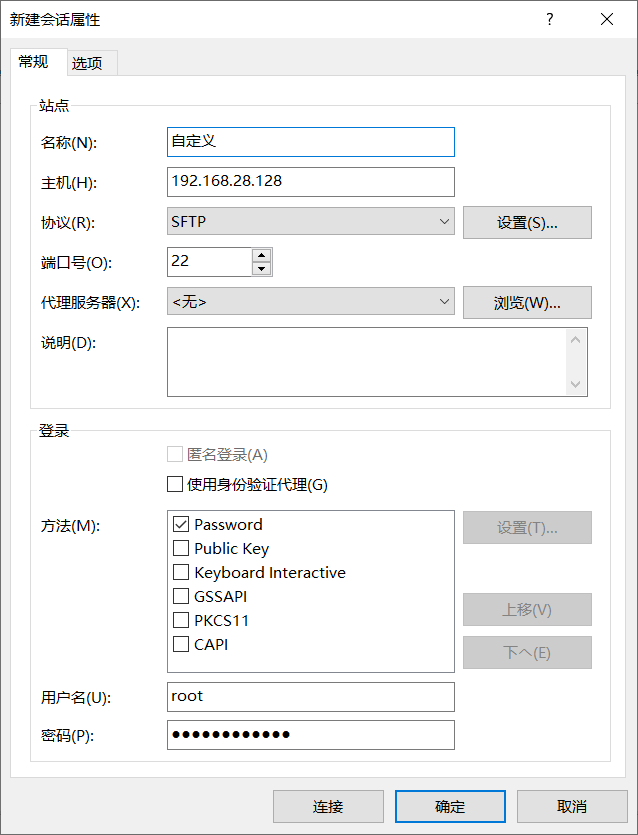 新建会话属性
常规 选项
站点
名称(N): 自定义
主机(H): 192.168.28.128
协议(R): SFTP 设置(S)...
端口号(O): 22
代理服务器(X): <无> 浏览(W)...
说明(D):
登录
匿名登录(A)
使用身份验证代理(G)
方法(M): Password 设置(T)...
Public Key
Keyboard Interactive
GSSAPI 上移(V)
PKCS11
CAPI 下へ(E)
用户名(U): root
密码(P): ●●●●●●●●●●●●
连接 确定 取消